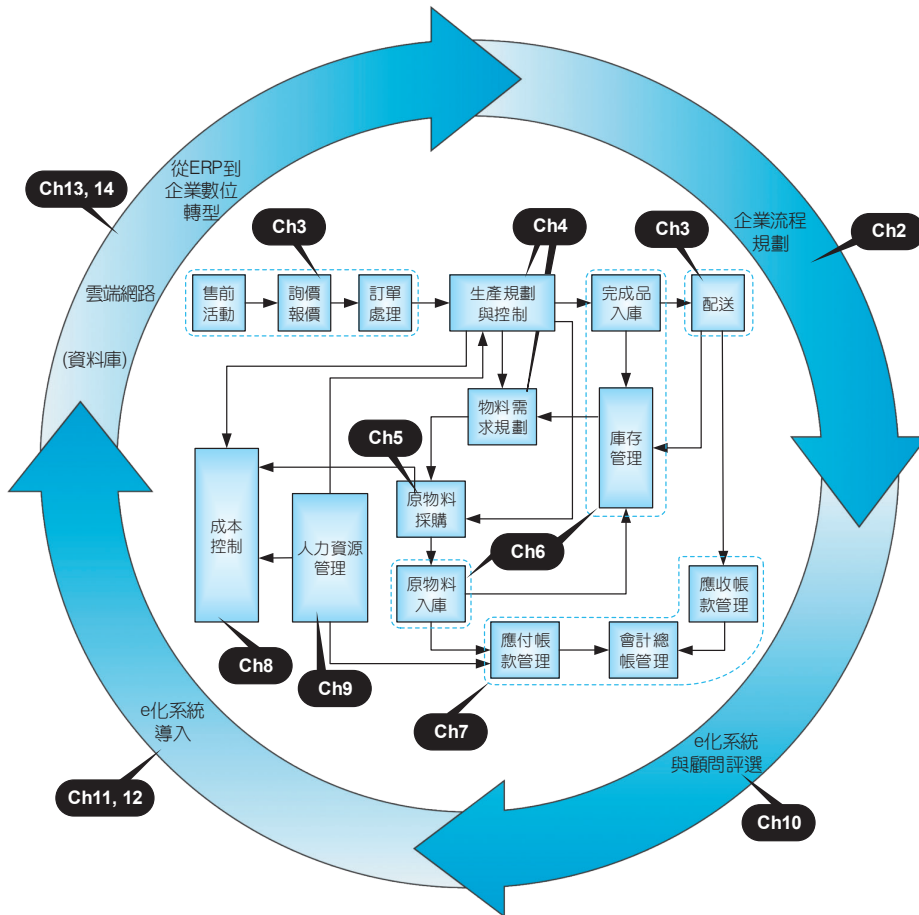 從ERP到
企業數位
轉型
Ch13, 14
雲端網路
(資料庫)
企業流程
規劃
Ch2
Ch3
Ch4
Ch3
售前
活動
詢價
報價
訂單
處理
生產規劃
與控制
完成品
入庫
配送
物料需
求規劃
庫存
管理
Ch5
原物料
採購
成本
控制
人力資源
管理
Ch6
原物料
入庫
應收帳
款管理
應付帳
款管理
會計總
帳管理
Ch8
Ch9
Ch7
e化系統
導入
Ch11, 12
e化系統
與顧問評選
Ch10